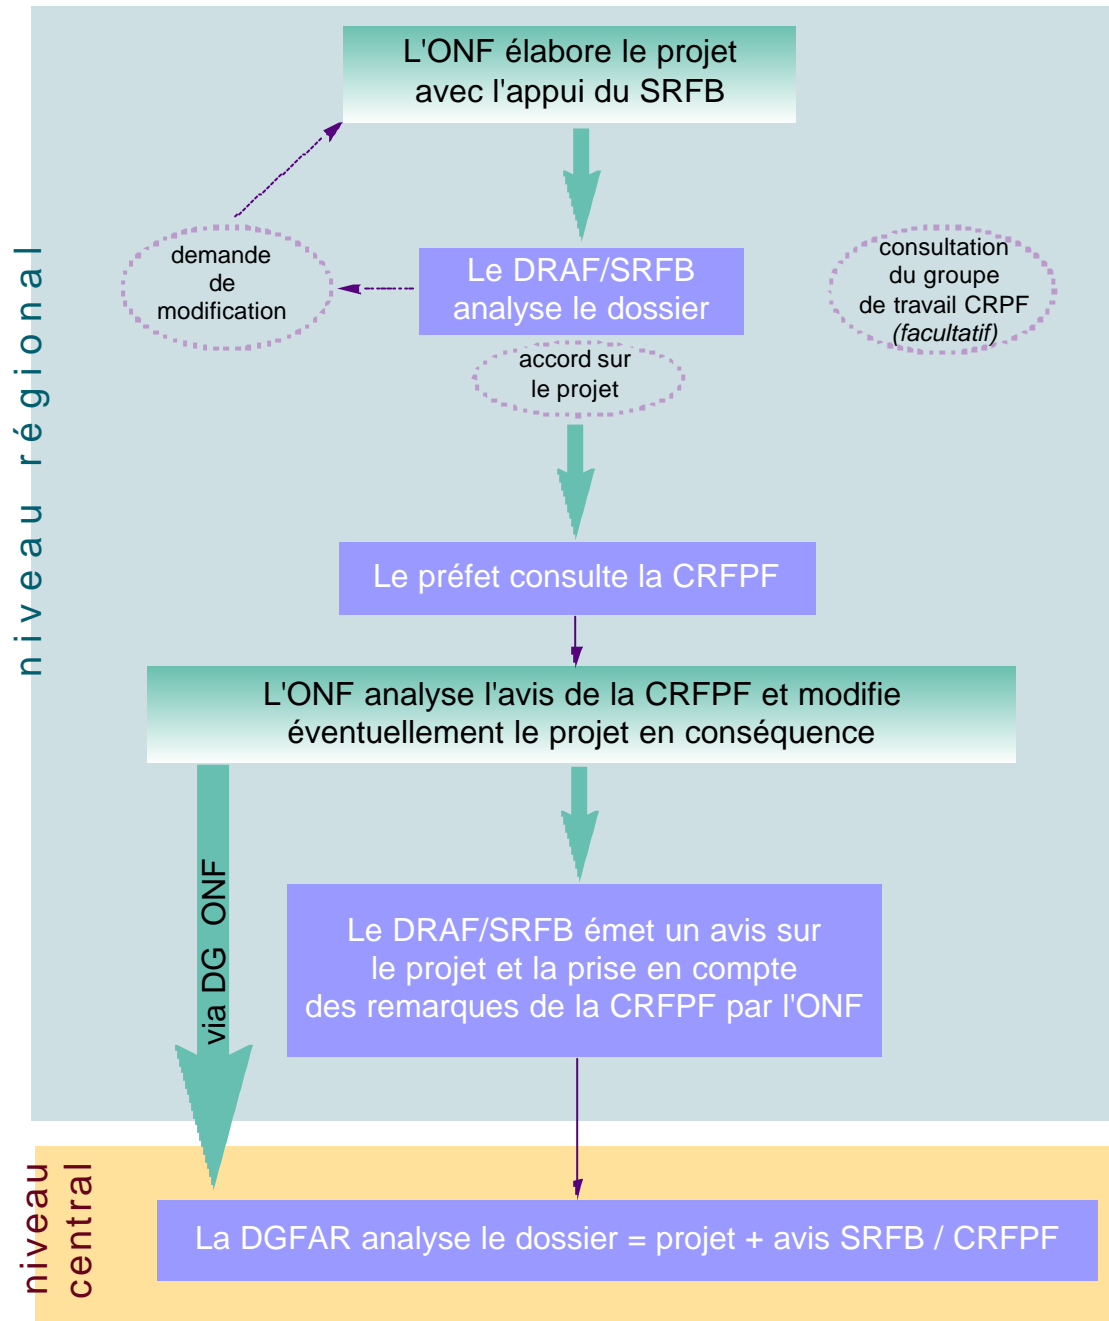 L'ONF élabore le projet
avec l'appui du SRFB
demande
de
modification
Le DRAF/SRFB
analyse le dossier
consultation
du groupe
de travail CRPF
(facultatif)
accord sur
le projet
niveau régional
Le préfet consulte la CRFPF
L'ONF analyse l'avis de la CRFPF et modifie
éventuellement le projet en conséquence
via DG ONF
Le DRAF/SRFB émet un avis sur
le projet et la prise en compte
des remarques de la CRFPF par l'ONF
niveau
central
La DGFAR analyse le dossier = projet + avis SRFB / CRFPF